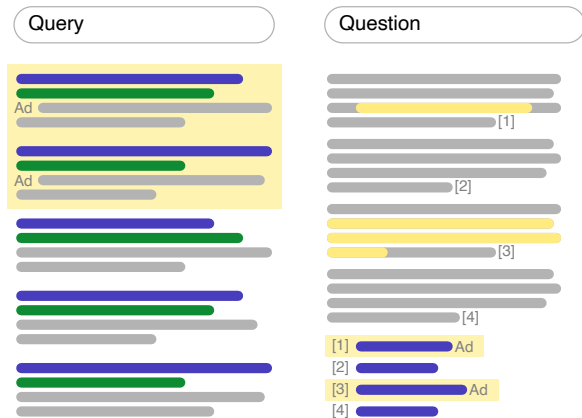 Query
Ad
Ad
Question
[1]
[2]
[3]
[4]
[1] Ad
[2]
[3] Ad
[4]